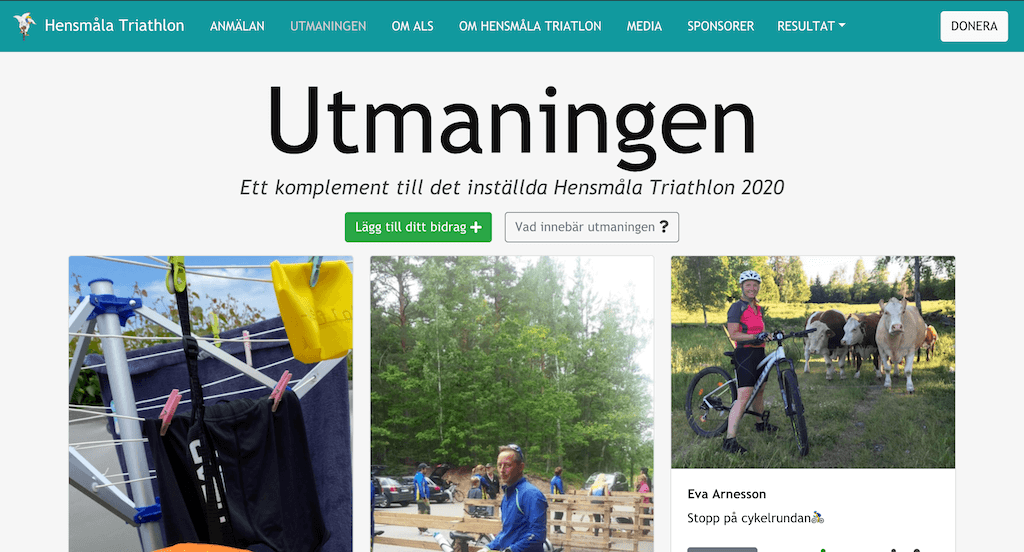 Hensmåla Triathlon
ANMÄLAN
UTMANINGEN
OM ALS
OM HENSMÅLA TRIATLON
MEDIA
SPONSORER
RESULTAT
DONERA
Utmaningen
Ett komplement till det inställda Hensmåla Triathlon 2020
Lägg till ditt bidrag
Vad innebär utmaningen ?
Eva Arnesson
Stopp på cykelrundan